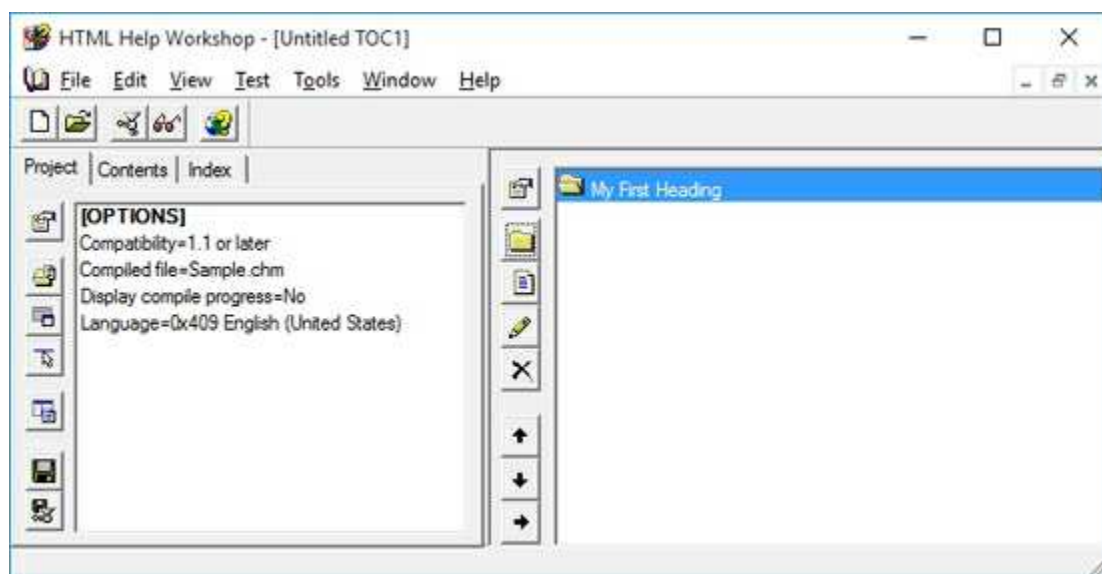 HTML Help Workshop - [Untitled TOC1]
File Edit View Test Tools Window Help
Project Contents Index
My First Heading
[OPTIONS]
Compatibility=1.1 or later
Compiled file=Sample.chm
Display compile progress=No
Language=0x409 English (United States)